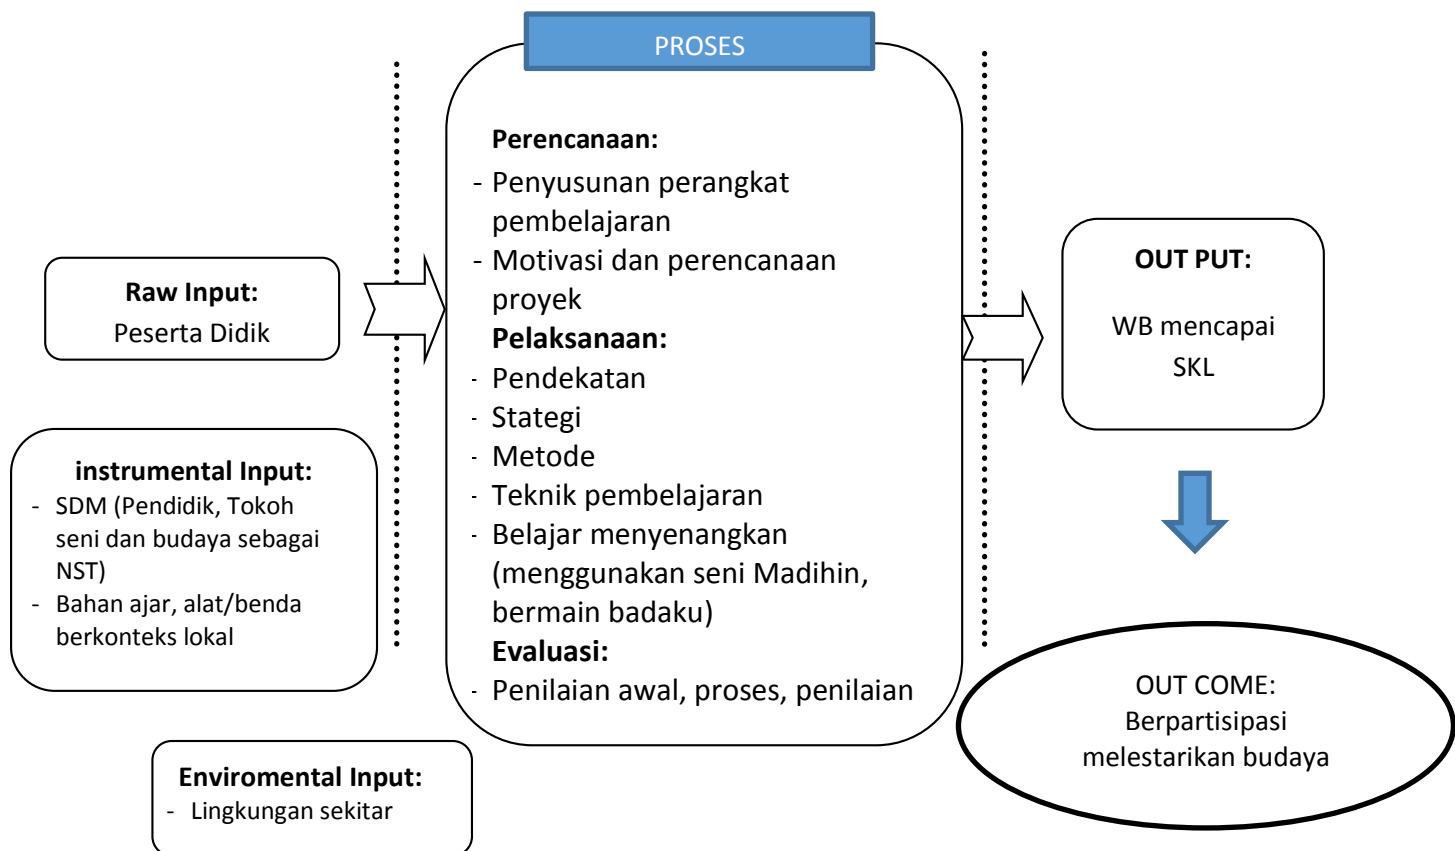 PROSES
Raw Input:
Peserta Didik
instrumental Input:
- SDM (Pendidik, Tokoh
seni dan budaya sebagai
NST)
- Bahan ajar, alat/benda
berkonteks lokal
Enviromental Input:
- Lingkungan sekitar
Perencanaan:
- Penyusunan perangkat
pembelajaran
- Motivasi dan perencanaan
proyek
Pelaksanaan:
- Pendekatan
- Stategi
- Metode
- Teknik pembelajaran
- Belajar menyenangkan
(menggunakan seni Madihin,
bermain badaku)
Evaluasi:
- Penilaian awal, proses, penilaian
OUT PUT:
WB mencapai
SKL
OUT COME:
Berpartisipasi
melestarikan budaya